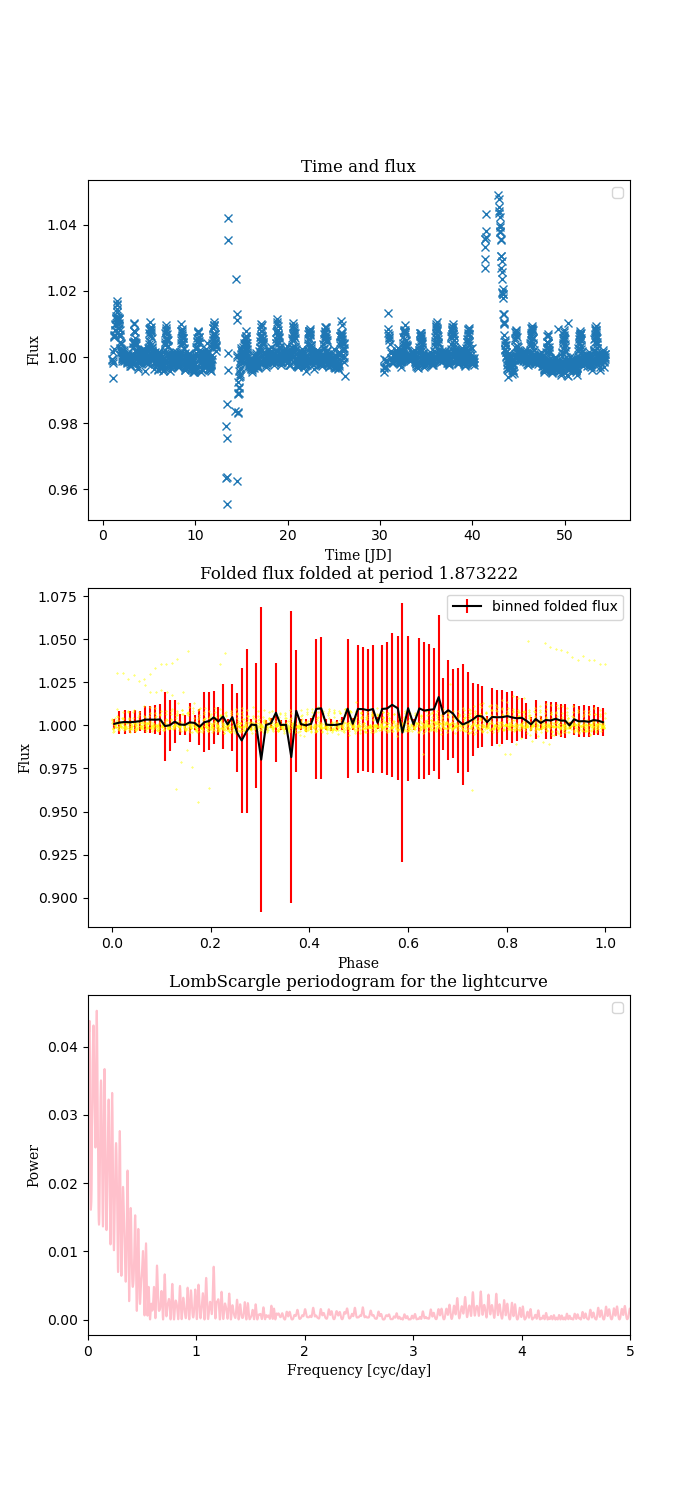 Time and flux
1.04
1.02
1.00
0.98
0.96
Flux
0 10 20 30 40 50
Time [JD]
Folded flux folded at period 1.873222
binned folded flux
1.075
1.050
1.025
1.000
0.975
0.950
0.925
0.900
Flux
0.0 0.2 0.4 0.6 0.8 1.0
Phase
LombScargle periodogram for the lightcurve
0.04
0.03
0.02
0.01
0.00
Power
0 1 2 3 4 5
Frequency [cyc/day]